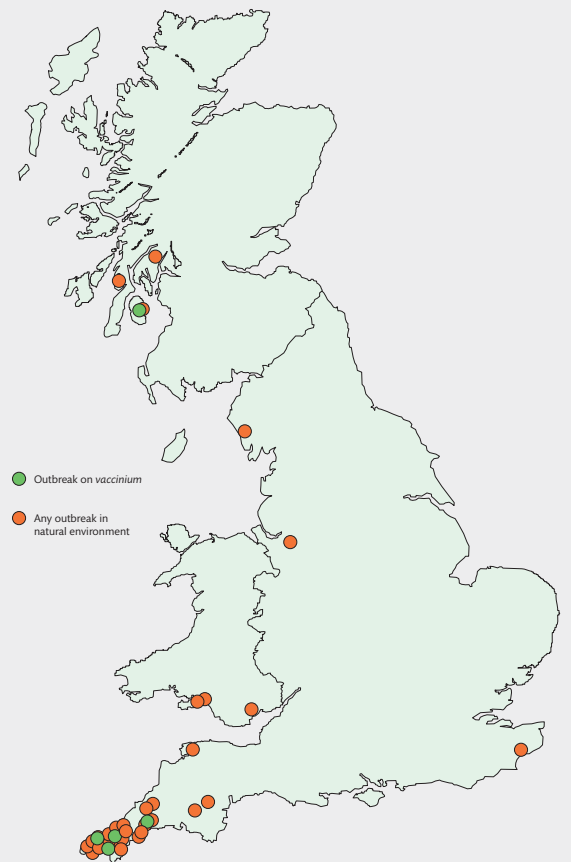 Outbreak on vaccinium
Any outbreak in
natural environment